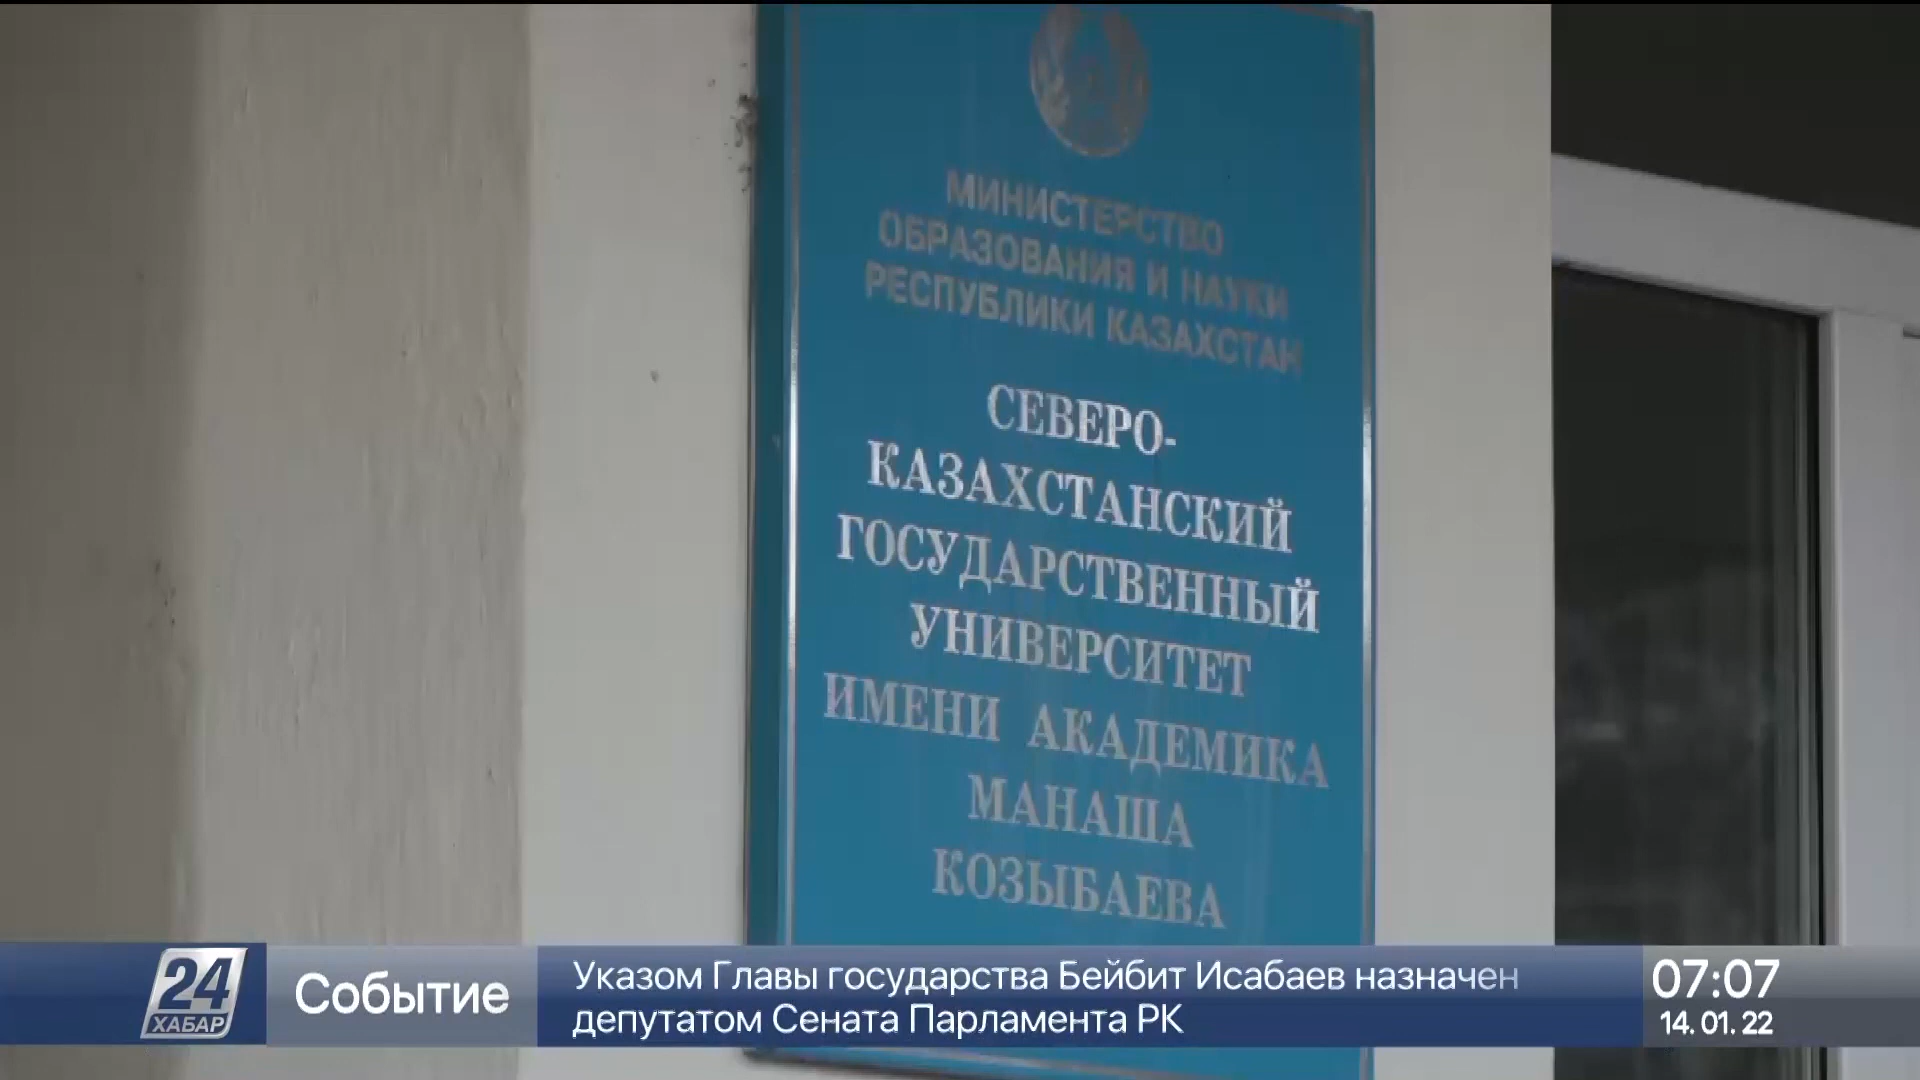 МИНИСТЕРСТВО
ОБРАЗОВАНИЯ И НАУКИ
РЕСПУБЛИКИ КАЗАХСТАН
СЕВЕРО-
КАЗАХСТАНСКИЙ
ГОСУДАРСТВЕННЫЙ
УНИВЕРСИТЕТ
ИМЕНИ АКАДЕМИКА
МАНАША
КОЗЫБАЕВА
24
ХАБАР
Событие
Указом Главы государства Бейбит Исабаев назначен
депутатом Сената Парламента РК
07:07
14. 01. 22